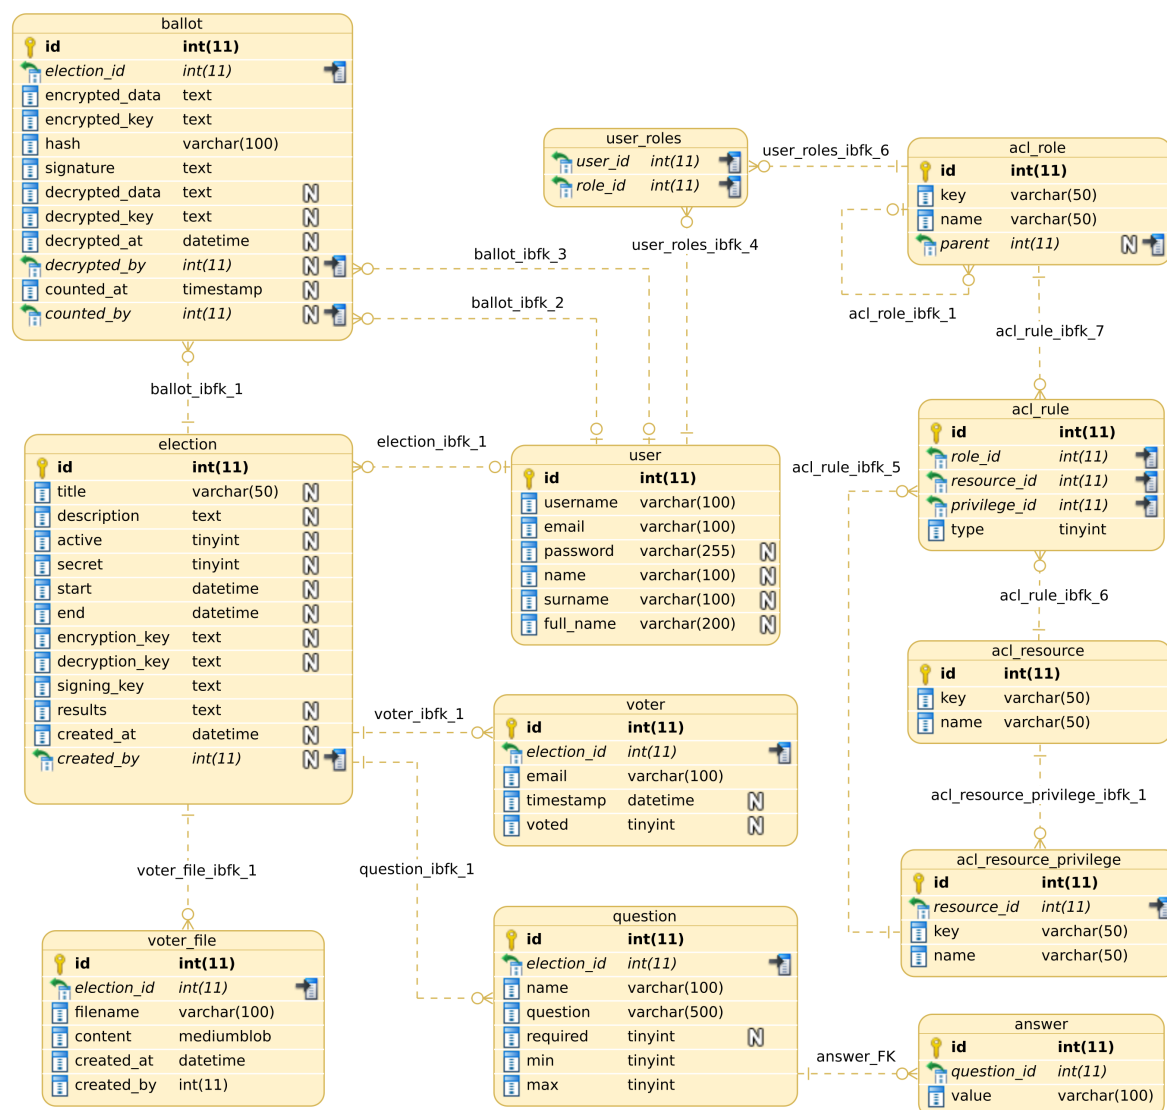 ballot
id int(11)
election_id int(11)
encrypted_data text
encrypted_key text
hash varchar(100)
signature text
decrypted_data text N
decrypted_key text N
decrypted_at datetime N
decrypted_by int(11) N
counted_at timestamp N
counted_by int(11) N
user_roles
user_id int(11)
role_id int(11)
user_roles_ibfk_6
acl_role
id int(11)
key varchar(50)
name varchar(50)
parent int(11) N
user_roles_ibfk_4
ballot_ibfk_3
ballot_ibfk_2
acl_role_ibfk_1
acl_rule_ibfk_7
ballot_ibfk_1
election_ibfk_1
election
id int(11)
title varchar(50) N
description text N
active tinyint N
secret tinyint N
start datetime N
end datetime N
encryption_key text N
decryption_key text N
signing_key text
results text N
created_at datetime N
created_by int(11) N
user
id int(11)
username varchar(100)
email varchar(100)
password varchar(255) N
name varchar(100) N
surname varchar(100) N
full_name varchar(200) N
acl_rule_ibfk_5
acl_rule
id int(11)
role_id int(11)
resource_id int(11)
privilege_id int(11)
type tinyint
acl_rule_ibfk_6
acl_resource
id int(11)
key varchar(50)
name varchar(50)
voter_ibfk_1
voter
id int(11)
election_id int(11)
email varchar(100)
timestamp datetime N
voted tinyint N
acl_resource_privilege_ibfk_1
acl_resource_privilege
id int(11)
resource_id int(11)
key varchar(50)
name varchar(50)
voter_file_ibfk_1
question_ibfk_1
voter_file
id int(11)
election_id int(11)
filename varchar(100)
content mediumblob
created_at datetime
created_by int(11)
question
id int(11)
election_id int(11)
name varchar(100)
question varchar(500)
required tinyint N
min tinyint
max tinyint
answer_FK
answer
id int(11)
question_id int(11)
value varchar(100)